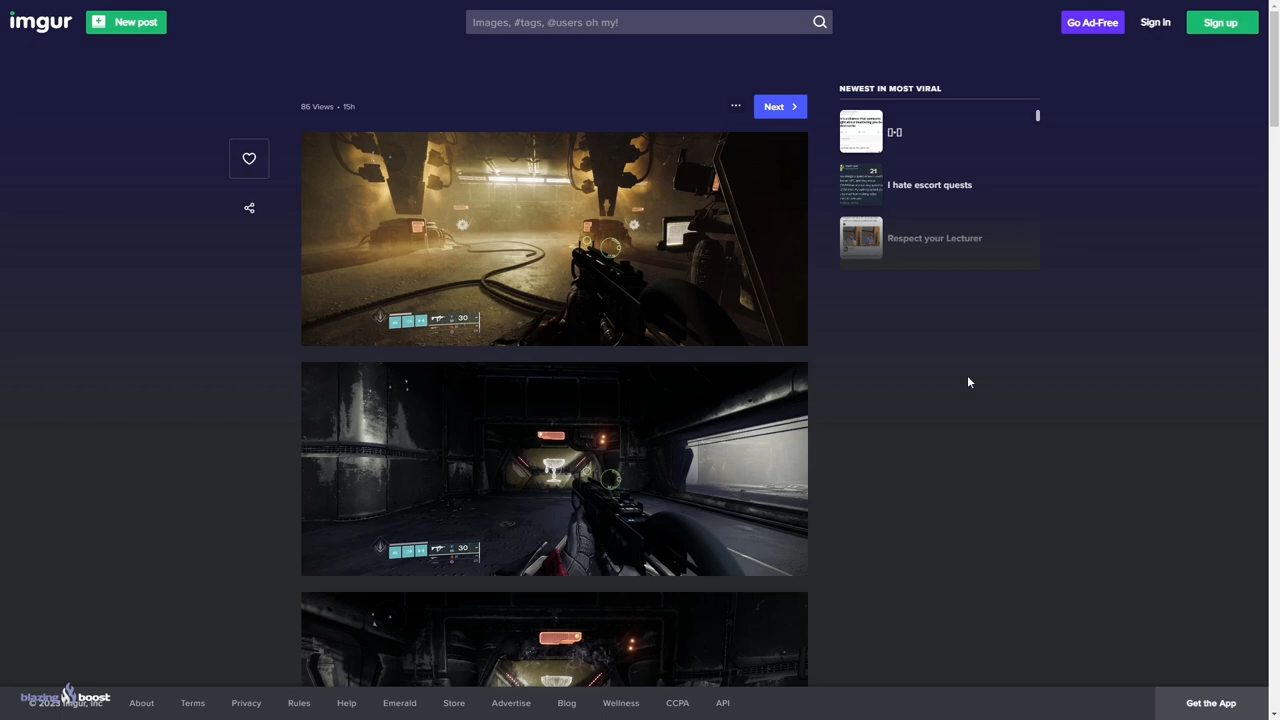 imgur
New post
Images, #tags, @users oh my!
Go Ad-Free
Sign in
Sign up
86 Views • 15h
Next
NEWEST IN MOST VIRAL
I hate escort quests
21
Respect your Lecturer
30
30
blazing boost
© 2023 Imgur, Inc
About
Terms
Privacy
Rules
Help
Emerald
Store
Advertise
Blog
Wellness
CCPA
API
Get the App